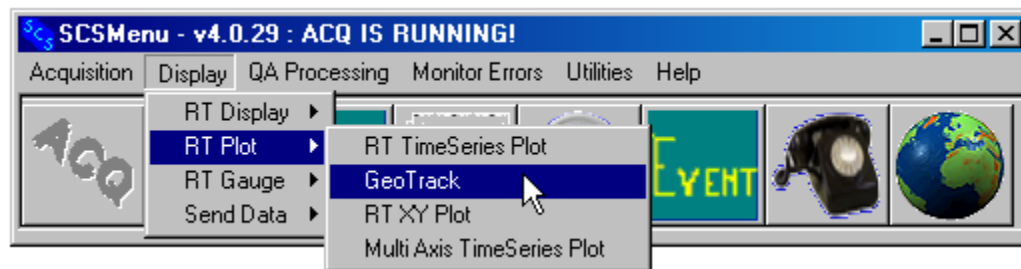 SCS SCSMenu - v4.0.29 : ACQ IS RUNNING!
Acquisition Display QA Processing Monitor Errors Utilities Help
RT Display
RT Plot
RT Gauge
Send Data
RT TimeSeries Plot
GeoTrack
RT XY Plot
Multi Axis TimeSeries Plot
ACQ
EVENT